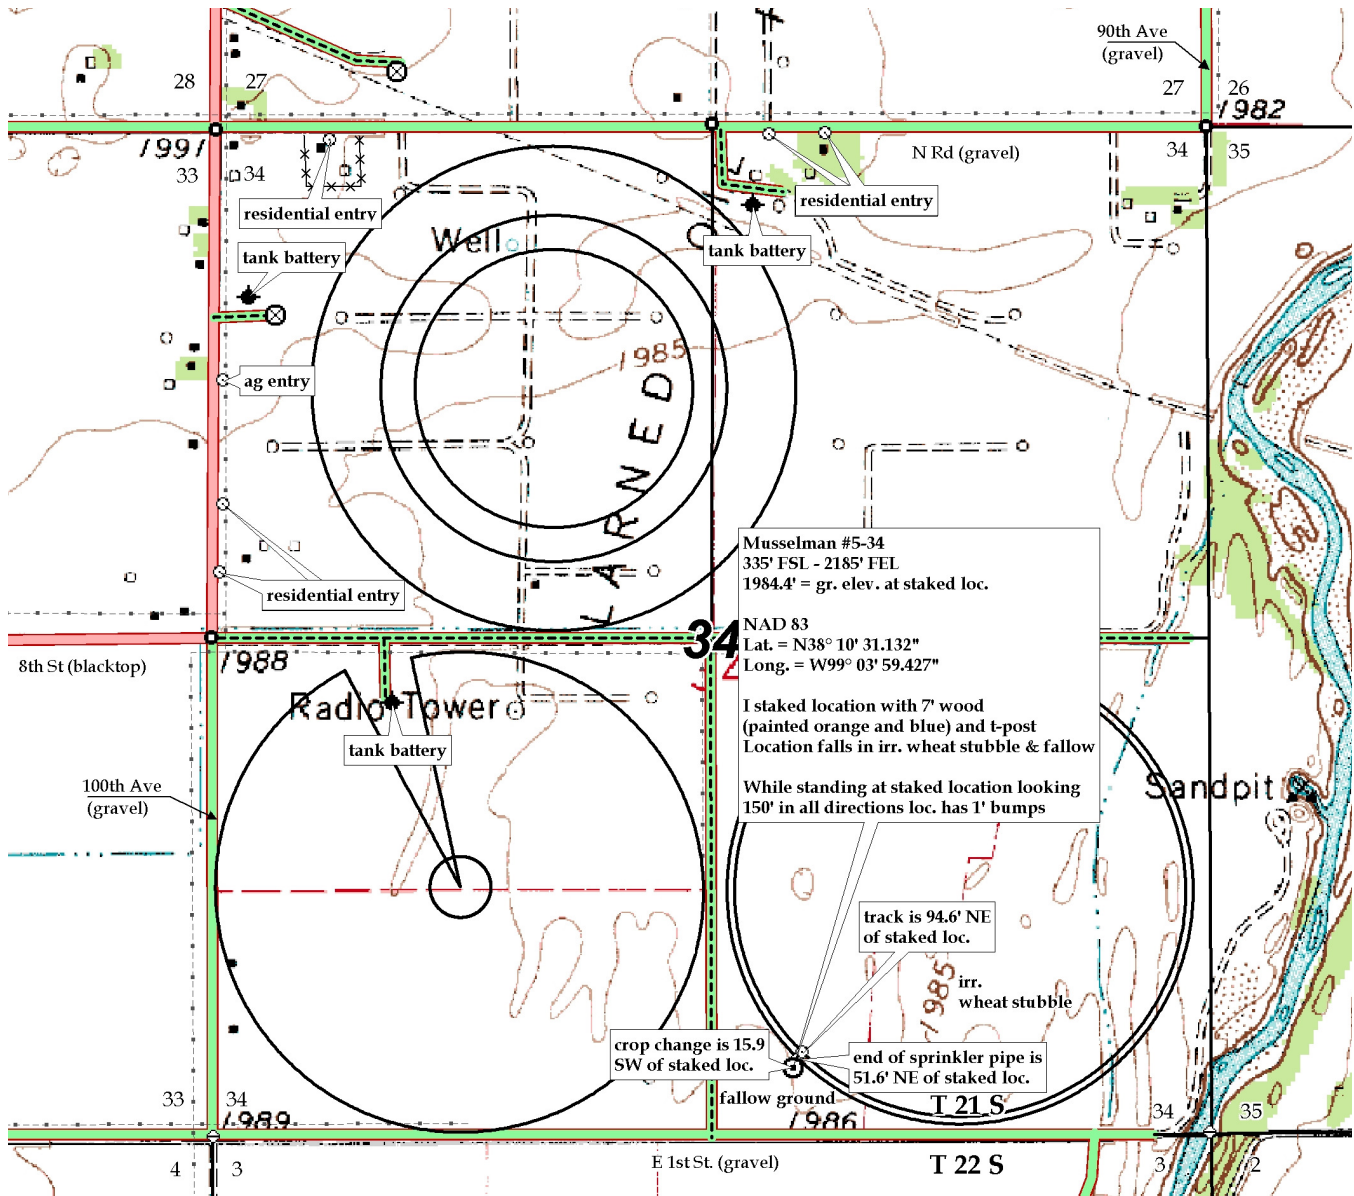 90th Ave
(gravel)
28
27
27
26
1982
1991
33
34
N Rd (gravel)
34
35
residential entry
residential entry
Well
tank battery
tank battery
OIL
1985
LARNED
ag entry
residential entry
Musselman #5-34
335' FSL - 2185' FEL
1984.4' = gr. elev. at staked loc.
NAD 83
Lat. = N38° 10' 31.132"
Long. = W99° 03' 59.427"
I staked location with 7' wood
(painted orange and blue) and t-post
Location falls in irr. wheat stubble & fallow
While standing at staked location looking
150' in all directions loc. has 1' bumps
34
8th St (blacktop)
1988
Radio Tower
tank battery
100th Ave
(gravel)
Sandpit
track is 94.6' NE
of staked loc.
1985
irr.
wheat stubble
crop change is 15.9
SW of staked loc.
end of sprinkler pipe is
51.6' NE of staked loc.
fallow ground
33
34
1989
1986
T 21 S
34
35
4
3
E 1st St. (gravel)
T 22 S
3
2